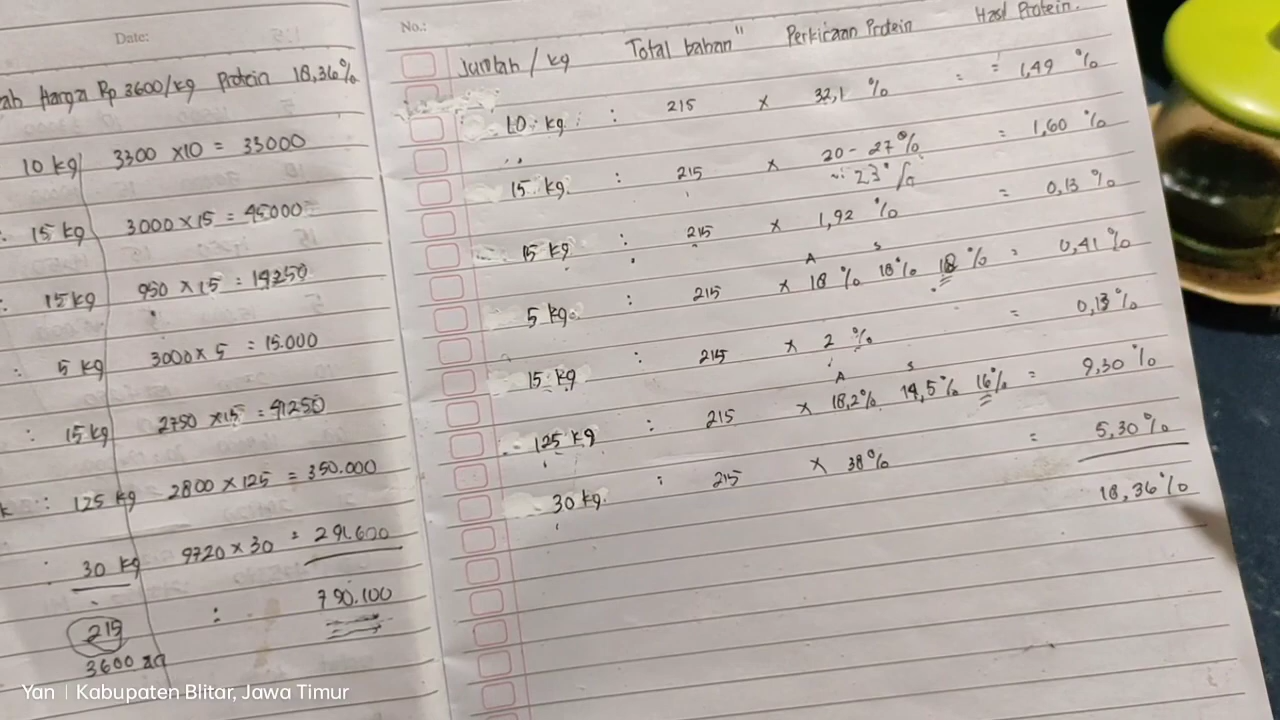 Date:
Harga Rp 3600/kg Protein 18,36%
10 kg 3300 x10 = 33000
: 15 kg 3000 x 15 = 45000
: 15 kg 950 x 15 = 14250
: 5 kg 3000 x 5 = 15.000
: 15 kg 2750 x 15 = 41250
k : 125 kg 2800 x 125 = 350.000
: 30 kg 9720 x 30 = 291.600
215 : 790.100
3600
No.:
Jumlah / kg Total bahan" Perkiraan Protein Hasil Protein.
10 kg : 215 x 32,1 % = = 1,49 %
15 kg : 215 x 20 - 27% = 1,60 %
23%
15 kg : 215 x 1,92 % = 0,13 %
A S
5 kg : 215 x 18 % 18% 18 % = 0,41 %
15 kg : 215 x 2 % = 0,13 %
A S
125 kg : 215 x 18,2% 14,5% 16% = 9,30 %
30 kg. : 215 x 38% = 5,30 %
18,36 %
Yan | Kabupaten Blitar, Jawa Timur